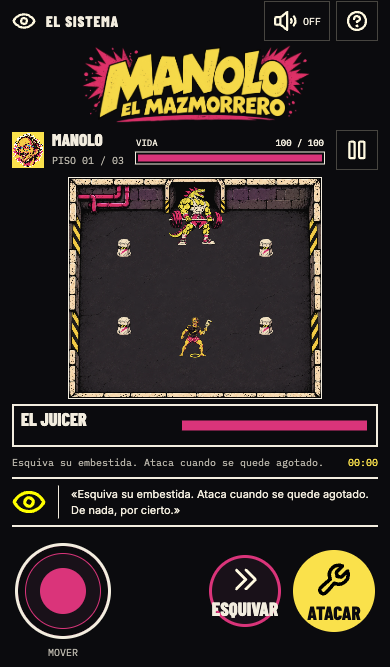 EL SISTEMA
OFF
MANOLO
EL MAZMORRERO
MANOLO
PISO 01 / 03
VIDA
100 / 100
EL JUICER
Esquiva su embestida. Ataca cuando se quede agotado.
00:00
«Esquiva su embestida. Ataca cuando se quede agotado.
De nada, por cierto.»
ESQUIVAR
ATACAR
MOVER